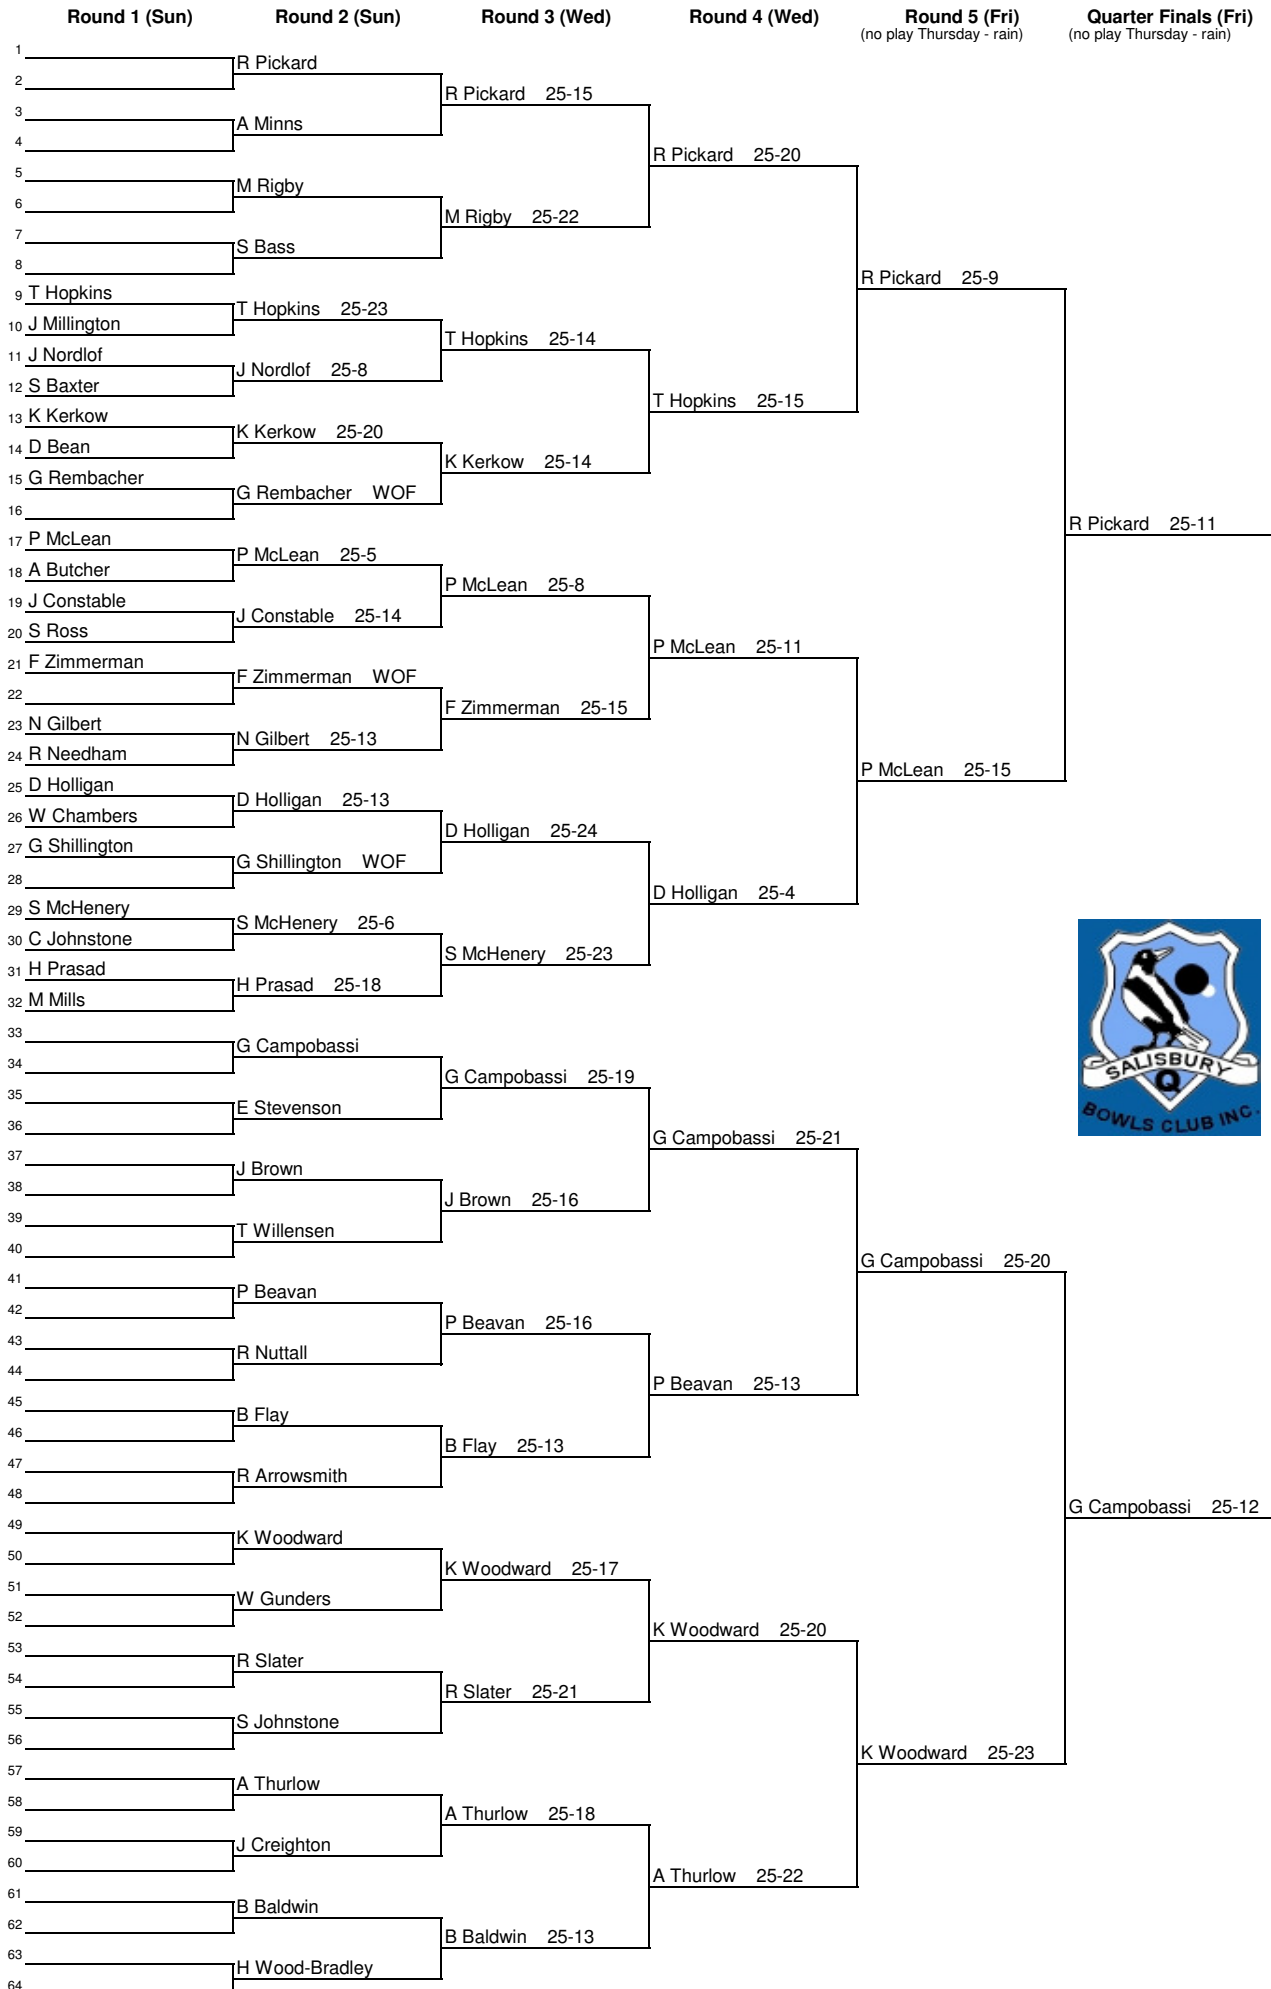 Round 1 (Sun)
Round 2 (Sun)
Round 3 (Wed)
Round 4 (Wed)
Round 5 (Fri)
(no play Thursday - rain)
Quarter Finals (Fri)
(no play Thursday - rain)
1
R Pickard
2
R Pickard 25-15
3
A Minns
4
R Pickard 25-20
5
M Rigby
6
M Rigby 25-22
7
S Bass
8
R Pickard 25-9
9 T Hopkins
T Hopkins 25-23
10 J Millington
T Hopkins 25-14
11 J Nordlof
J Nordlof 25-8
12 S Baxter
T Hopkins 25-15
13 K Kerkow
K Kerkow 25-20
14 D Bean
K Kerkow 25-14
15 G Rembacher
G Rembacher WOF
16
R Pickard 25-11
17 P McLean
P McLean 25-5
18 A Butcher
P McLean 25-8
19 J Constable
J Constable 25-14
20 S Ross
P McLean 25-11
21 F Zimmerman
F Zimmerman WOF
22
F Zimmerman 25-15
23 N Gilbert
N Gilbert 25-13
24 R Needham
P McLean 25-15
25 D Holligan
D Holligan 25-13
26 W Chambers
D Holligan 25-24
27 G Shillington
G Shillington WOF
28
D Holligan 25-4
29 S McHenery
S McHenery 25-6
30 C Johnstone
S McHenery 25-23
31 H Prasad
H Prasad 25-18
32 M Mills
SALISBURY
Q
BOWLS CLUB INC.
33
G Campobassi
34
G Campobassi 25-19
35
E Stevenson
36
G Campobassi 25-21
37
J Brown
38
J Brown 25-16
39
T Willensen
40
G Campobassi 25-20
41
P Beavan
42
P Beavan 25-16
43
R Nuttall
44
P Beavan 25-13
45
B Flay
46
B Flay 25-13
47
R Arrowsmith
48
G Campobassi 25-12
49
K Woodward
50
K Woodward 25-17
51
W Gunders
52
K Woodward 25-20
53
R Slater
54
R Slater 25-21
55
S Johnstone
56
K Woodward 25-23
57
A Thurlow
58
A Thurlow 25-18
59
J Creighton
60
A Thurlow 25-22
61
B Baldwin
62
B Baldwin 25-13
63
H Wood-Bradley
64